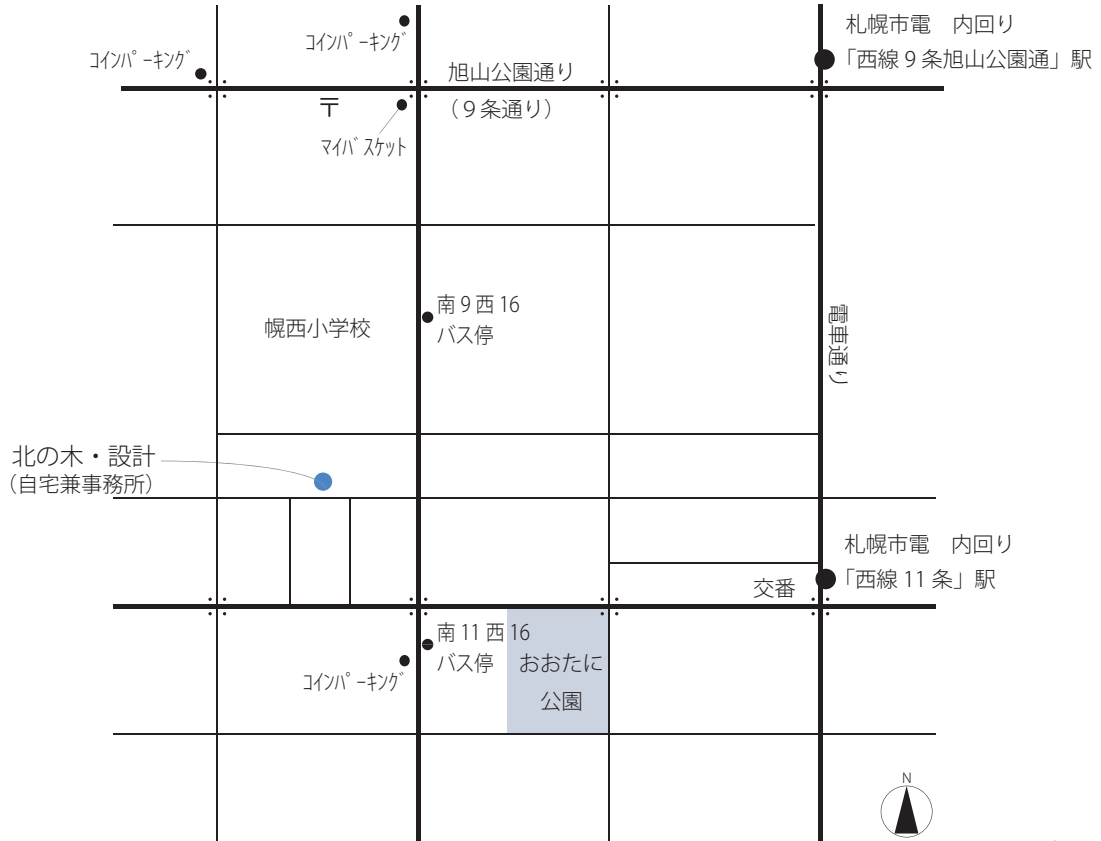 札幌市電　内回り
「西線９条旭山公園通」駅
ｺｲﾝﾊﾟｰｷﾝｸﾞ
ｺｲﾝﾊﾟｰｷﾝｸﾞ
旭山公園通り
（９条通り）
〒
ﾏｲﾊﾞｽｹｯﾄ
南 9 西 16
バス停
幌西小学校
電車通り
北の木・設計
（自宅兼事務所）
札幌市電　内回り
「西線 11 条」駅
交番
南 11 西 16
バス停
おおたに
公園
ｺｲﾝﾊﾟｰｷﾝｸﾞ
N